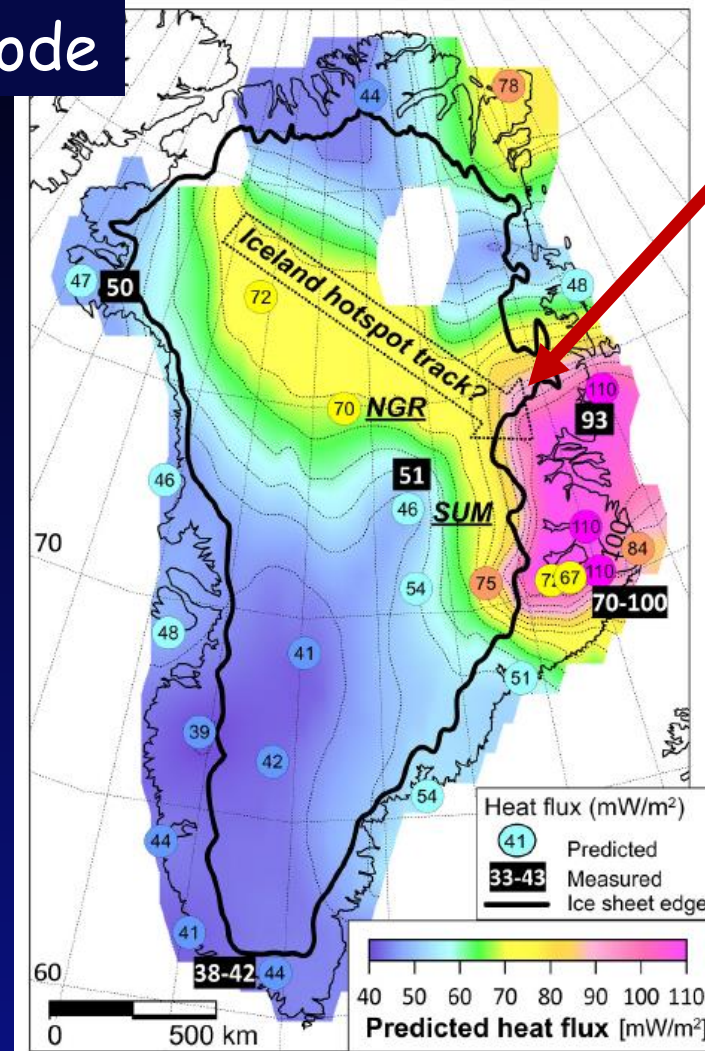 ode
44
78
47
50
Iceland hotspot track?
72
48
110
93
70 NGR
51
46
46 SUM
70
110
+100
84
54
75
67
110
70-100
48
41
51
39
42
54
44
41
38-42
44
60
Heat flux (mW/m²)
41 Predicted
33-43 Measured
Ice sheet edge
0 500 km
40 50 60 70 80 90 100 110
Predicted heat flux [mW/m²]